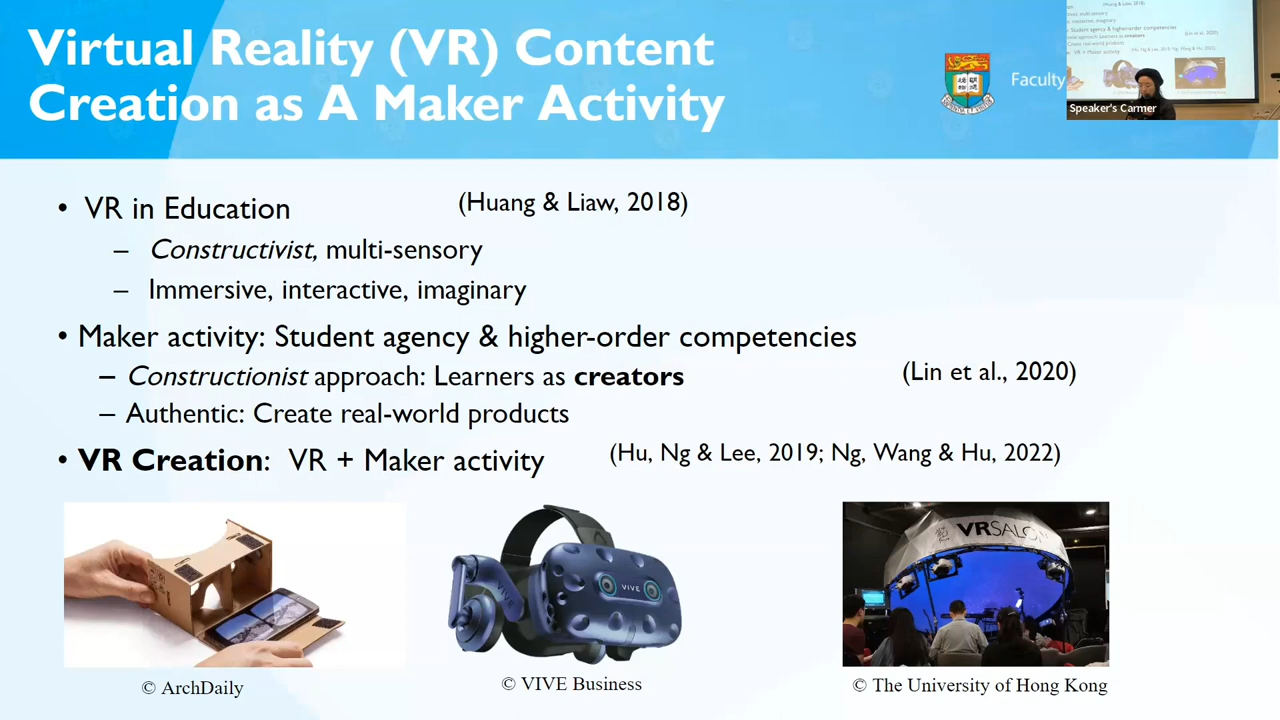 Virtual Reality (VR) Content
Creation as A Maker Activity
Faculty
Speaker's Carmer
• VR in Education (Huang & Liaw, 2018)
– Constructivist, multi-sensory
– Immersive, interactive, imaginary
• Maker activity: Student agency & higher-order competencies
– Constructionist approach: Learners as creators (Lin et al., 2020)
– Authentic: Create real-world products
• VR Creation: VR + Maker activity (Hu, Ng & Lee, 2019; Ng, Wang & Hu, 2022)
VIVE
VIVE
VRSALON
© ArchDaily
© VIVE Business
© The University of Hong Kong